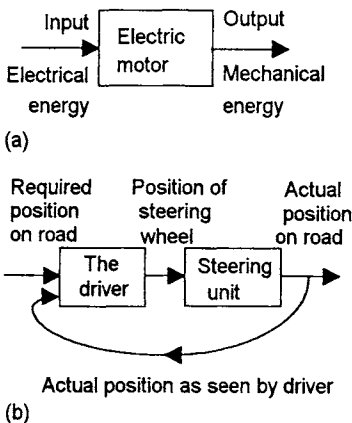 Input
Electrical
energy
Electric
motor
Output
Mechanical
energy
(a)
Required
position
on road
Position of
steering
wheel
Actual
position
on road
The
driver
Steering
unit
Actual position as seen by driver
(b)